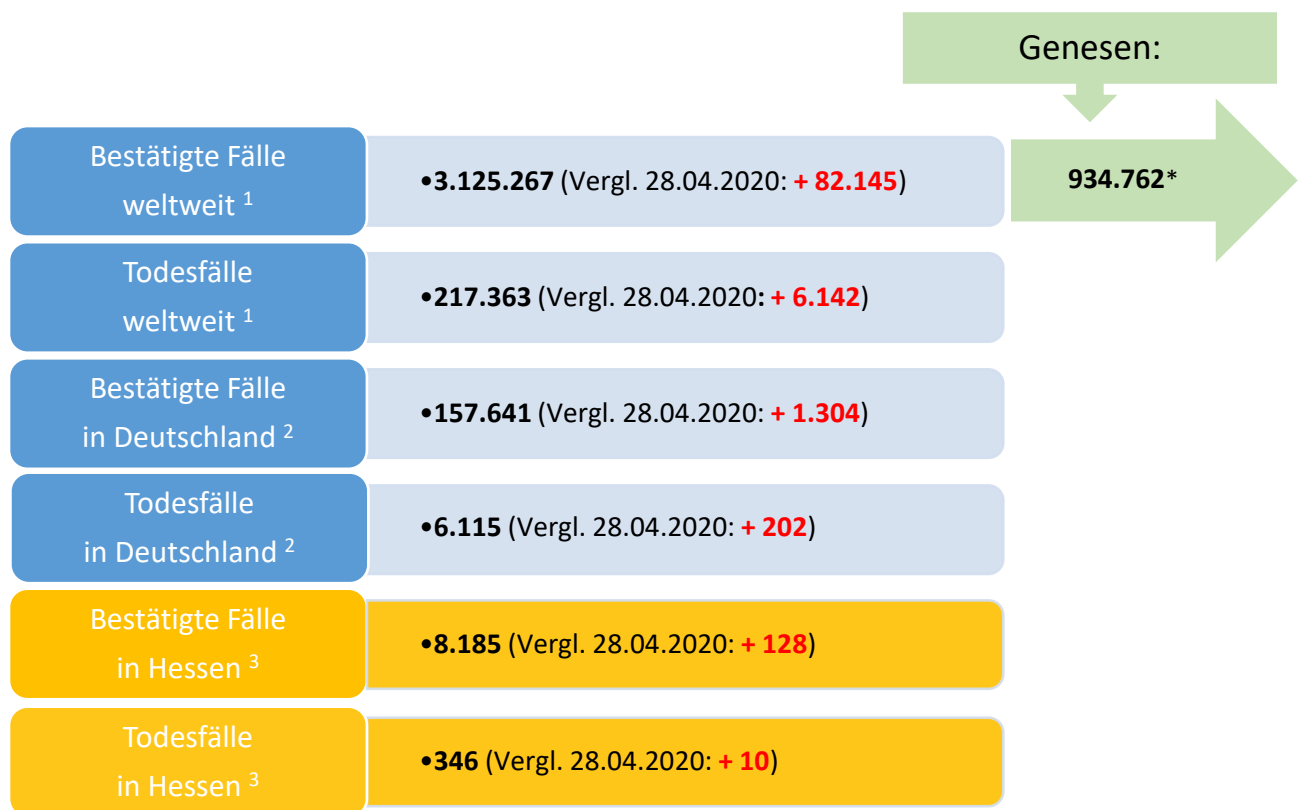 Genesen:
Bestätigte Fälle
weltweit ¹
•3.125.267 (Vergl. 28.04.2020: + 82.145)
934.762*
Todesfälle
weltweit ¹
•217.363 (Vergl. 28.04.2020: + 6.142)
Bestätigte Fälle
in Deutschland ²
•157.641 (Vergl. 28.04.2020: + 1.304)
Todesfälle
in Deutschland ²
•6.115 (Vergl. 28.04.2020: + 202)
Bestätigte Fälle
in Hessen ³
•8.185 (Vergl. 28.04.2020: + 128)
Todesfälle
in Hessen ³
•346 (Vergl. 28.04.2020: + 10)